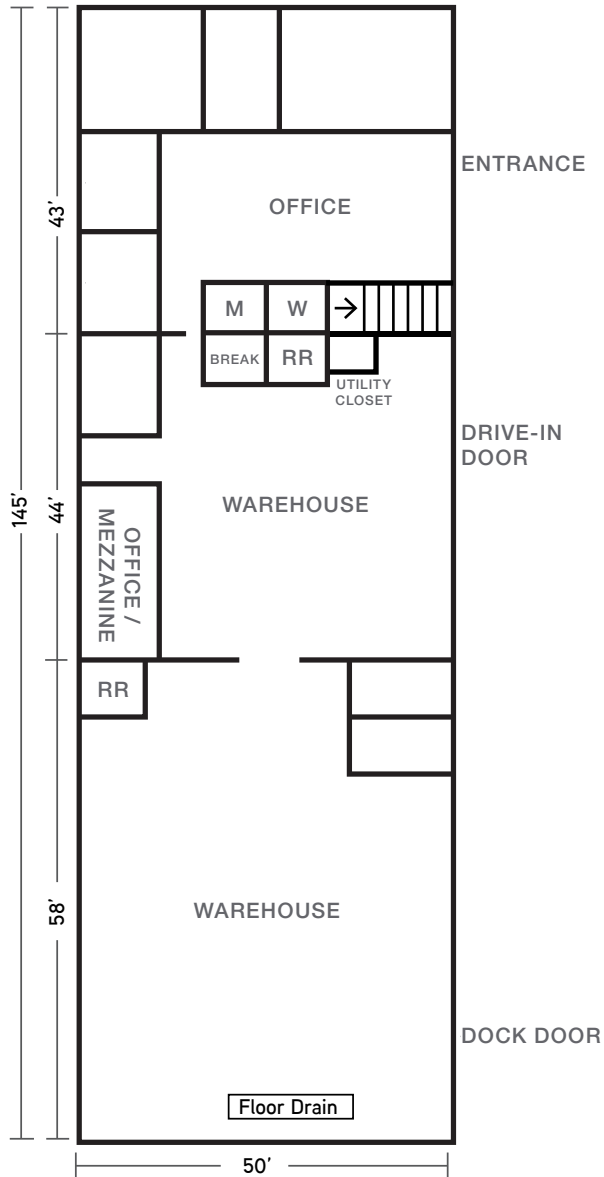 ENTRANCE
OFFICE
43′
M
W
BREAK
RR
UTILITY
CLOSET
DRIVE-IN
DOOR
145′
44′
WAREHOUSE
OFFICE /
MEZZANINE
RR
58′
WAREHOUSE
DOCK DOOR
Floor Drain
50′